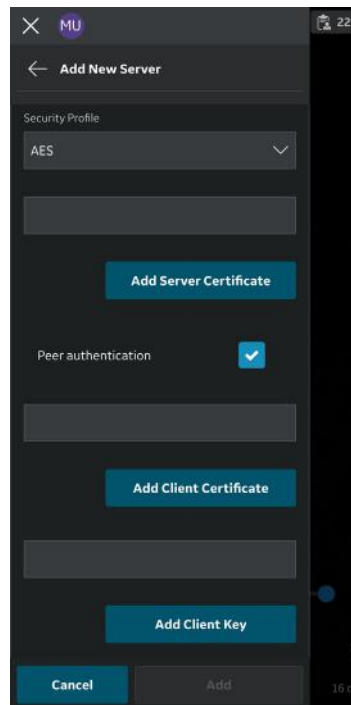 MU
22
Add New Server
Security Profile
AES
Add Server Certificate
Peer authentication
Add Client Certificate
Add Client Key
Cancel
Add